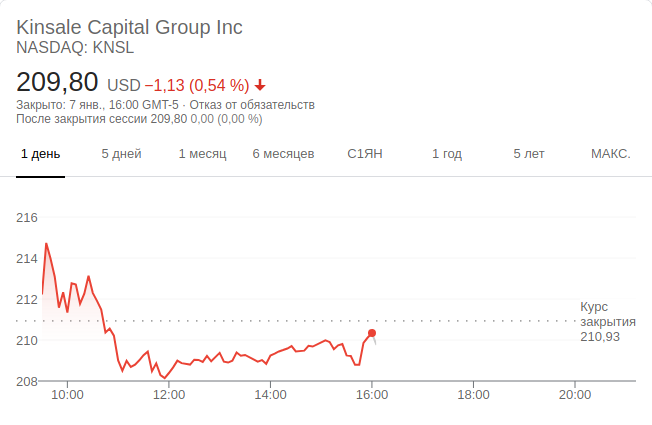 Kinsale Capital Group Inc
NASDAQ: KNSL
209,80 USD −1,13 (0,54 %)
Закрыто: 7 янв., 16:00 GMT-5 · Отказ от обязательств
После закрытия сессии 209,80 0,00 (0,00 %)
1 день 5 дней 1 месяц 6 месяцев С1ЯН 1 год 5 лет МАКС.
216
214
212
210
208
Курс
закрытия
210,93
10:00 12:00 14:00 16:00 18:00 20:00